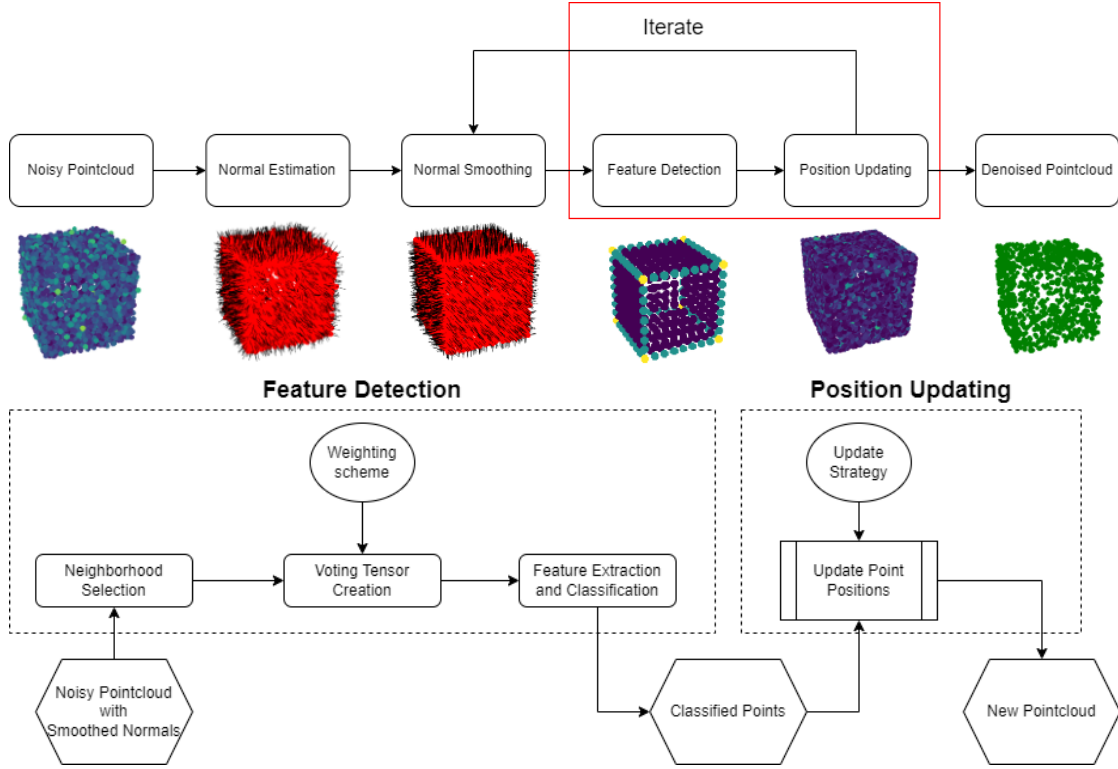 Iterate
Noisy Pointcloud
Normal Estimation
Normal Smoothing
Feature Detection
Position Updating
Denoised Pointcloud
Feature Detection
Position Updating
Weighting
scheme
Update
Strategy
Neighborhood
Selection
Voting Tensor
Creation
Feature Extraction
and Classification
Update Point
Positions
Noisy Pointcloud
with
Smoothed Normals
Classified Points
New Pointcloud